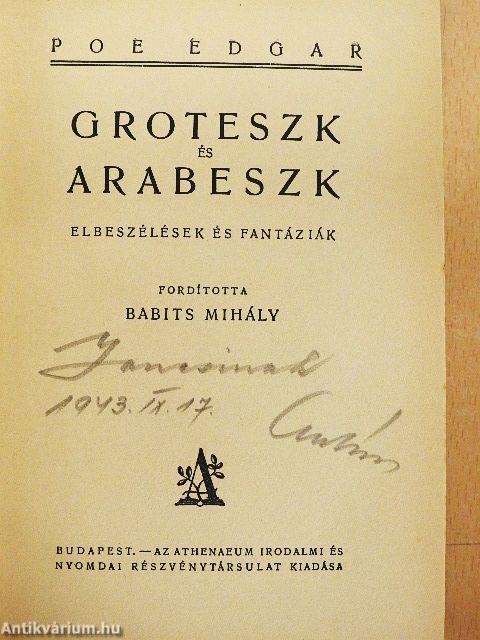 POE EDGAR
GROTESZK
ÉS
ARABESZK
ELBESZÉLÉSEK ÉS FANTÁZIÁK
FORDÍTOTTA
BABITS MIHÁLY
Jancsinak
1943. IX. 17.
A
BUDAPEST. — AZ ATHENAEUM IRODALMI ÉS
NYOMDAI RÉSZVÉNYTÁRSULAT KIADÁSA
Antikvárium.hu